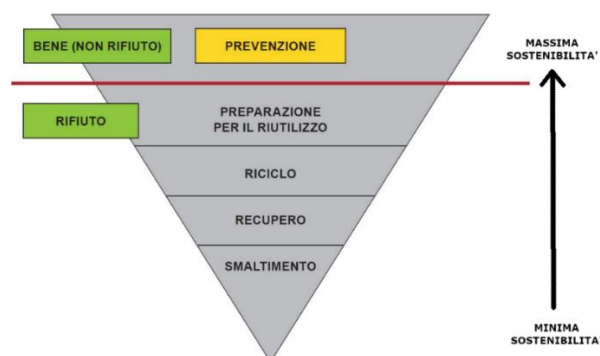 BENE (NON RIFIUTO)
PREVENZIONE
MASSIMA
SOSTENIBILITA'
RIFIUTO
PREPARAZIONE
PER IL RIUTILIZZO
RICICLO
RECUPERO
SMALTIMENTO
MINIMA
SOSTENIBILITA